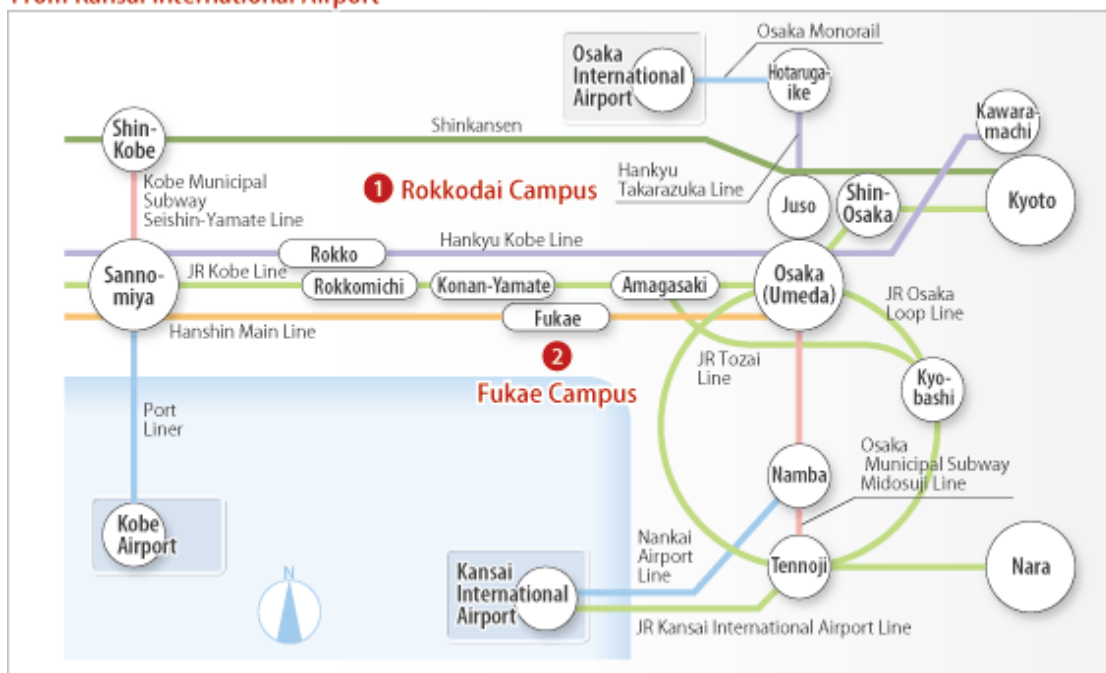 From Kansai International Airport
Osaka Monorail
Osaka
International
Airport
Hotaruga-
ike
Kawara-
machi
Shin-
Kobe
Shinkansen
Kobe Municipal
Subway
Seishin-Yamate Line
1 Rokkodai Campus
Hankyu
Takarazuka Line
Juso
Shin-
Osaka
Kyoto
Rokko
Hankyu Kobe Line
Sanno-
miya
JR Kobe Line
Rokkomichi
Konan-Yamate
Amagasaki
Osaka
(Umeda)
JR Osaka
Loop Line
Hanshin Main Line
Fukae
2
Fukae Campus
JR Tozai
Line
Kyo-
bashi
Port
Liner
Osaka
Municipal Subway
Midosuji Line
Namba
Kobe
Airport
Nankai
Airport
Line
Tennoji
Nara
Kansai
International
Airport
N
JR Kansai International Airport Line